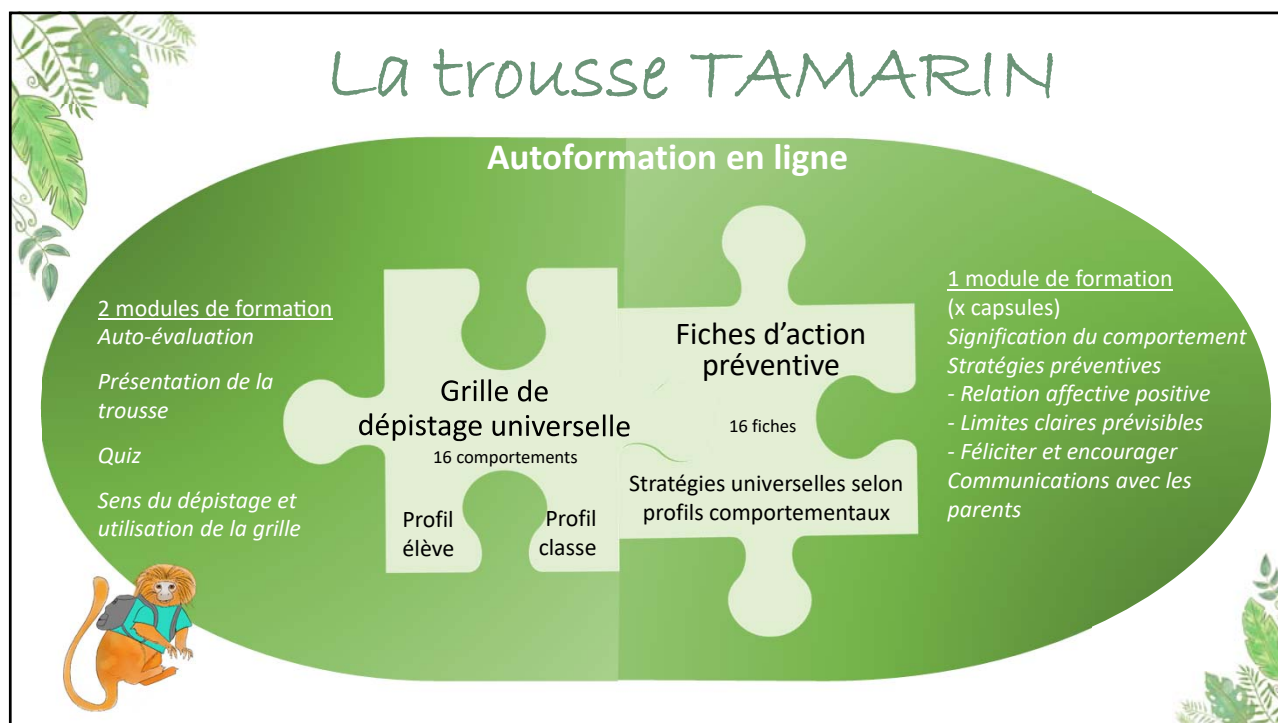 La trousse TAMARIN
Autoformation en ligne
2 modules de formation
Auto-évaluation
Présentation de la
trousse
Quiz
Sens du dépistage et
utilisation de la grille
Grille de
dépistage universelle
16 comportements
Profil
élève
Profil
classe
Fiches d'action
préventive
16 fiches
Stratégies universelles selon
profils comportementaux
1 module de formation
(x capsules)
Signification du comportement
Stratégies préventives
- Relation affective positive
- Limites claires prévisibles
- Féliciter et encourager
Communications avec les
parents